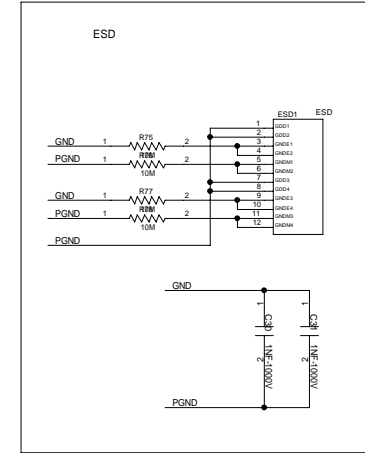 ESD
ESD1 ESD
1 GDD1
2 GDD2
GND 1 R75 2 3 GNDE1
4 GNDE2
PGND 1 10M 2 5 GNDM1
6 GNDM2
7 GDD3
8 GDD4
GND 1 R77 2 9 GNDE3
10 GNDE4
PGND 1 10M 2 11 GNDM3
12 GNDM4
PGND
GND
1 C30 2 1NF-1000V
1 C31 2 1NF-1000V
PGND